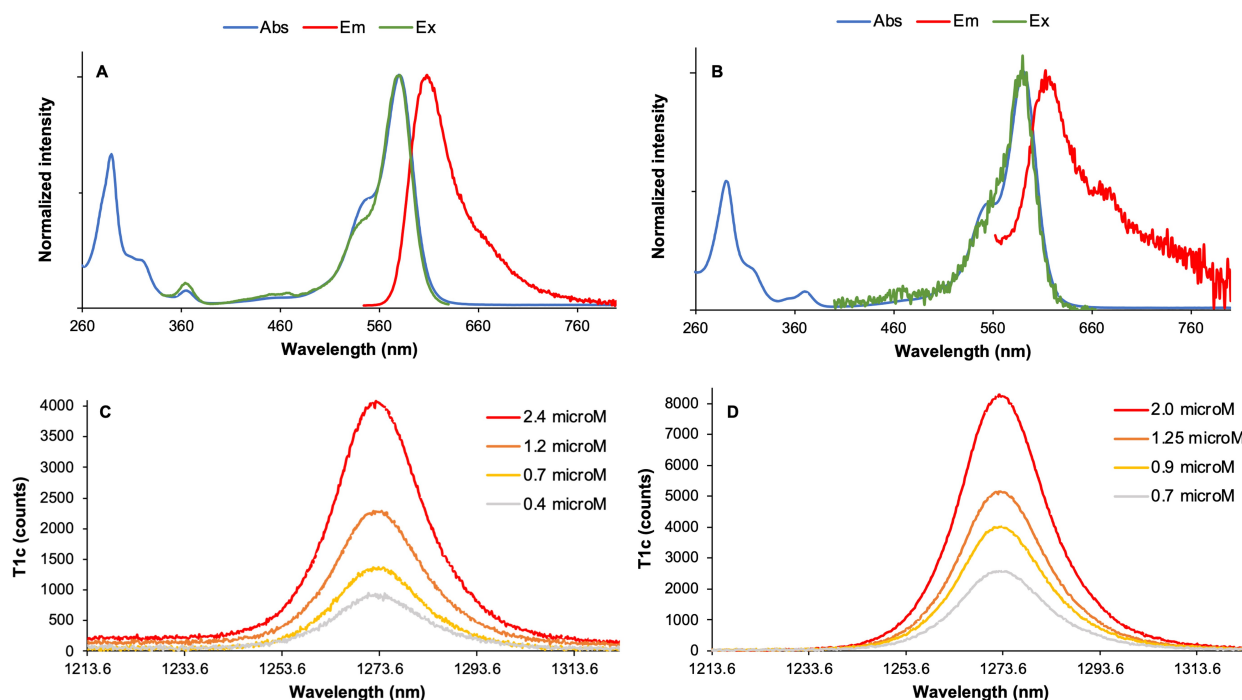 Abs Em Ex
A
Normalized intensity
260 360 460 560 660 760
Wavelength (nm)
Abs Em Ex
B
Normalized intensity
260 360 460 560 660 760
Wavelength (nm)
C
T1c (counts)
4000
3500
3000
2500
2000
1500
1000
500
0
2.4 microM
1.2 microM
0.7 microM
0.4 microM
1213.6 1233.6 1253.6 1273.6 1293.6 1313.6
Wavelength (nm)
D
T1c (counts)
8000
7000
6000
5000
4000
3000
2000
1000
0
2.0 microM
1.25 microM
0.9 microM
0.7 microM
1213.6 1233.6 1253.6 1273.6 1293.6 1313.6
Wavelength (nm)